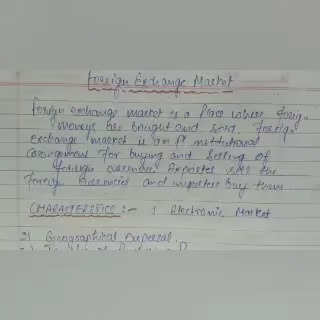 Foreign Exchange Market
Foreign exchange market is a place where foreign
moneys are bought and sold. Foreign
exchange market is an institutional
arrangement for buying and selling of
foreign currencies. Exporter sell the
foreign currencies and importers buy them
CHARACTERISTICS :- 1 Electronic Market
2) Geographical Dispersal.